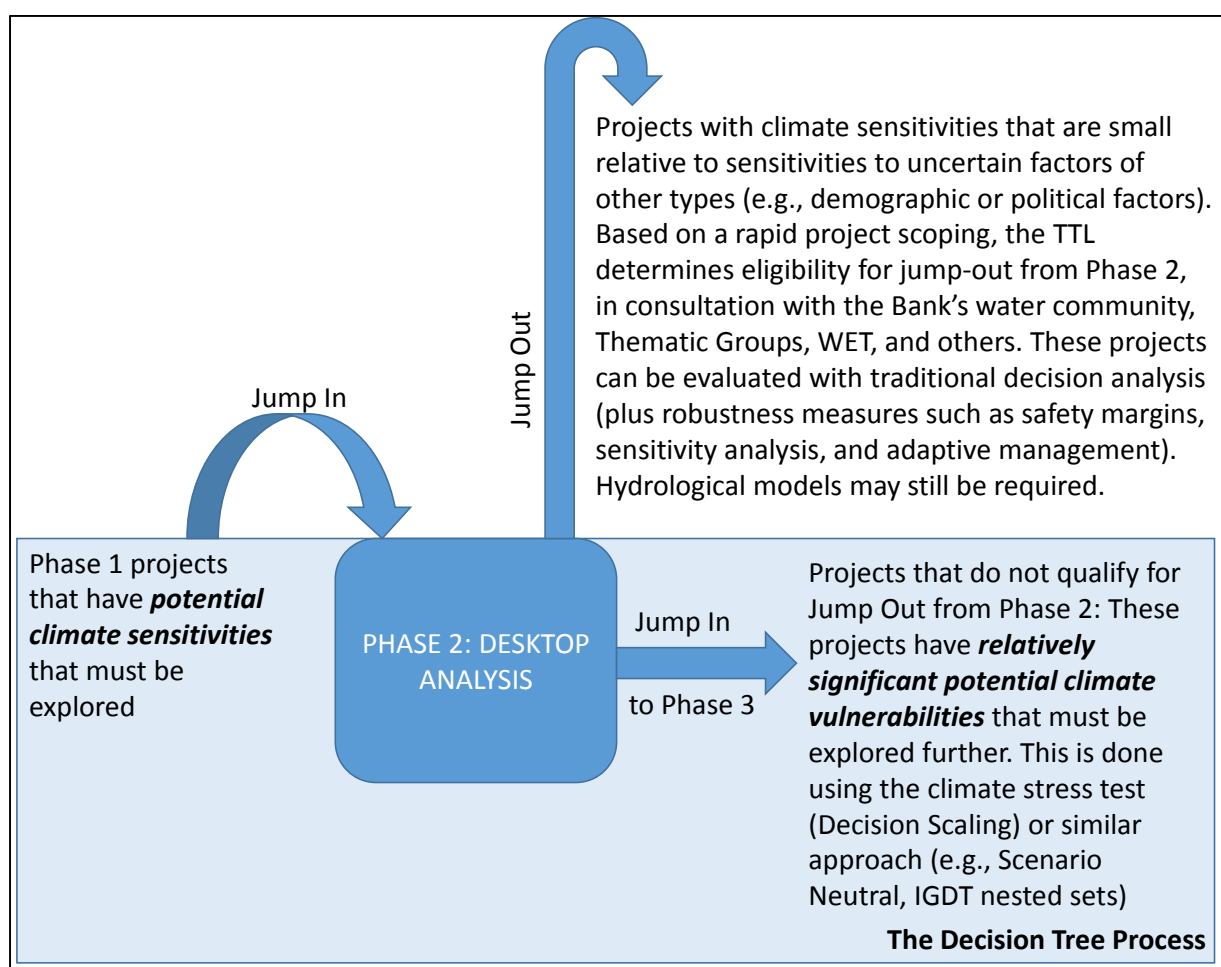 Jump Out
Projects with climate sensitivities that are small
relative to sensitivities to uncertain factors of
other types (e.g., demographic or political factors).
Based on a rapid project scoping, the TTL
determines eligibility for jump-out from Phase 2,
in consultation with the Bank’s water community,
Thematic Groups, WET, and others. These projects
can be evaluated with traditional decision analysis
(plus robustness measures such as safety margins,
sensitivity analysis, and adaptive management).
Hydrological models may still be required.
Jump In
Phase 1 projects
that have potential
climate sensitivities
that must be
explored
PHASE 2: DESKTOP
ANALYSIS
Jump In
to Phase 3
Projects that do not qualify for
Jump Out from Phase 2: These
projects have relatively
significant potential climate
vulnerabilities that must be
explored further. This is done
using the climate stress test
(Decision Scaling) or similar
approach (e.g., Scenario
Neutral, IGDT nested sets)
The Decision Tree Process